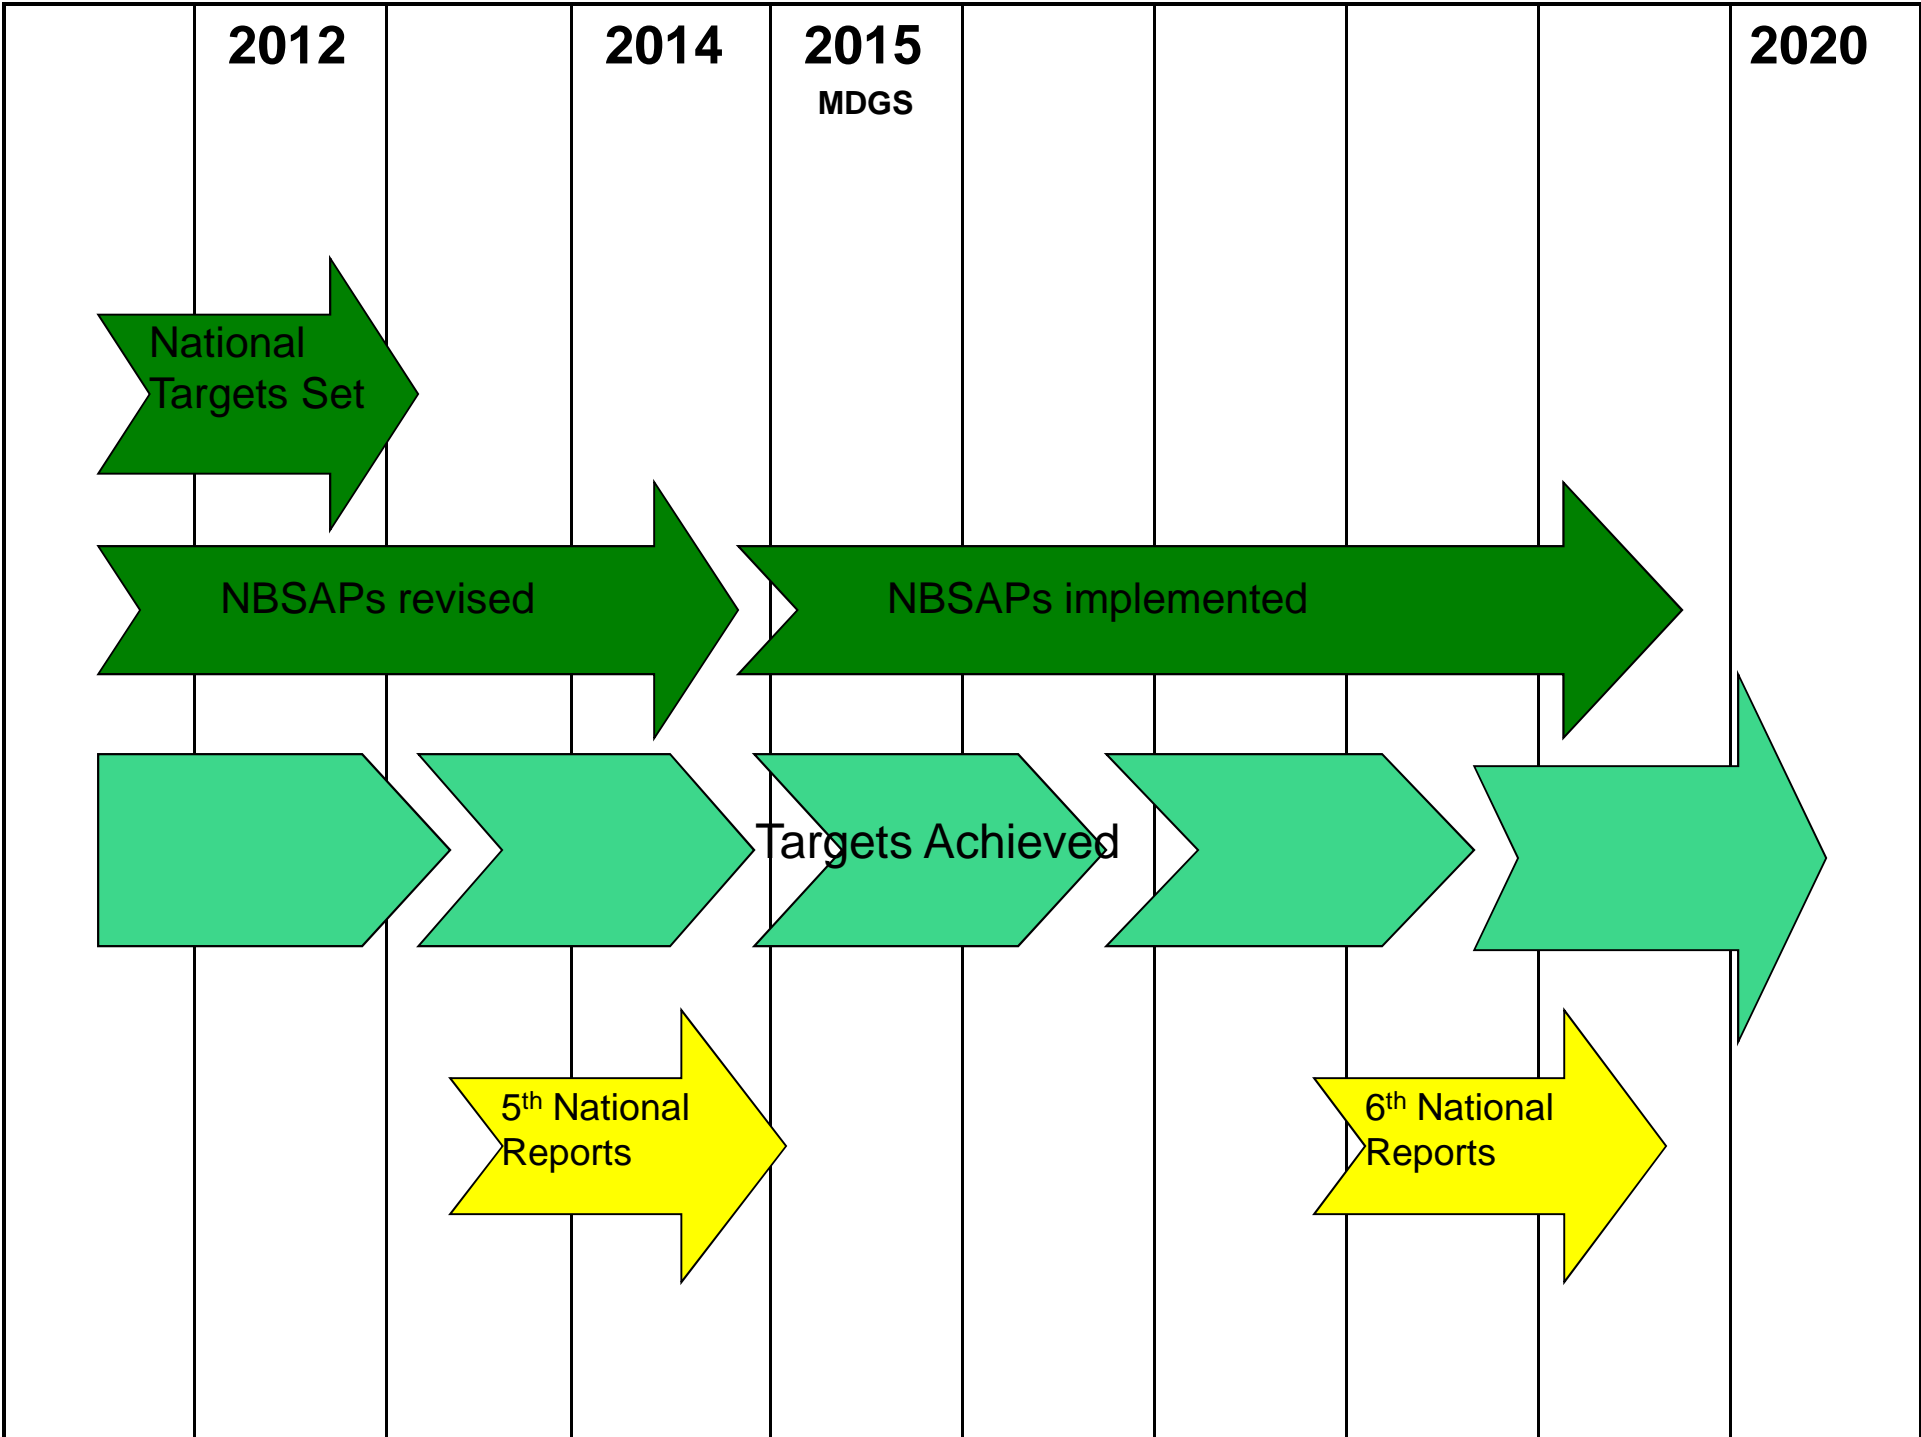 2012
2014
2015
MDGS
2020
National
Targets Set
NBSAPs revised
NBSAPs implemented
Targets Achieved
5th National
Reports
6th National
Reports